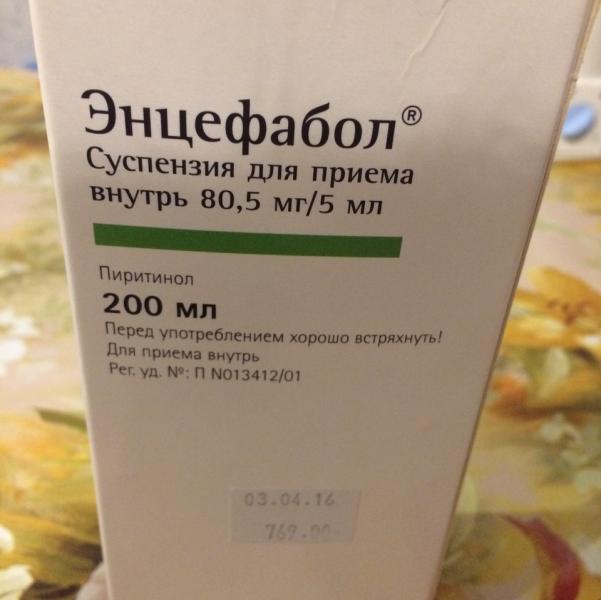 Энцефабол®
Суспензия для приема
внутрь 80,5 мг/5 мл
Пиритинол
200 мл
Перед употреблением хорошо встряхнуть!
Для приема внутрь
Рег. уд. №: П N013412/01
03.04.16
769.00-